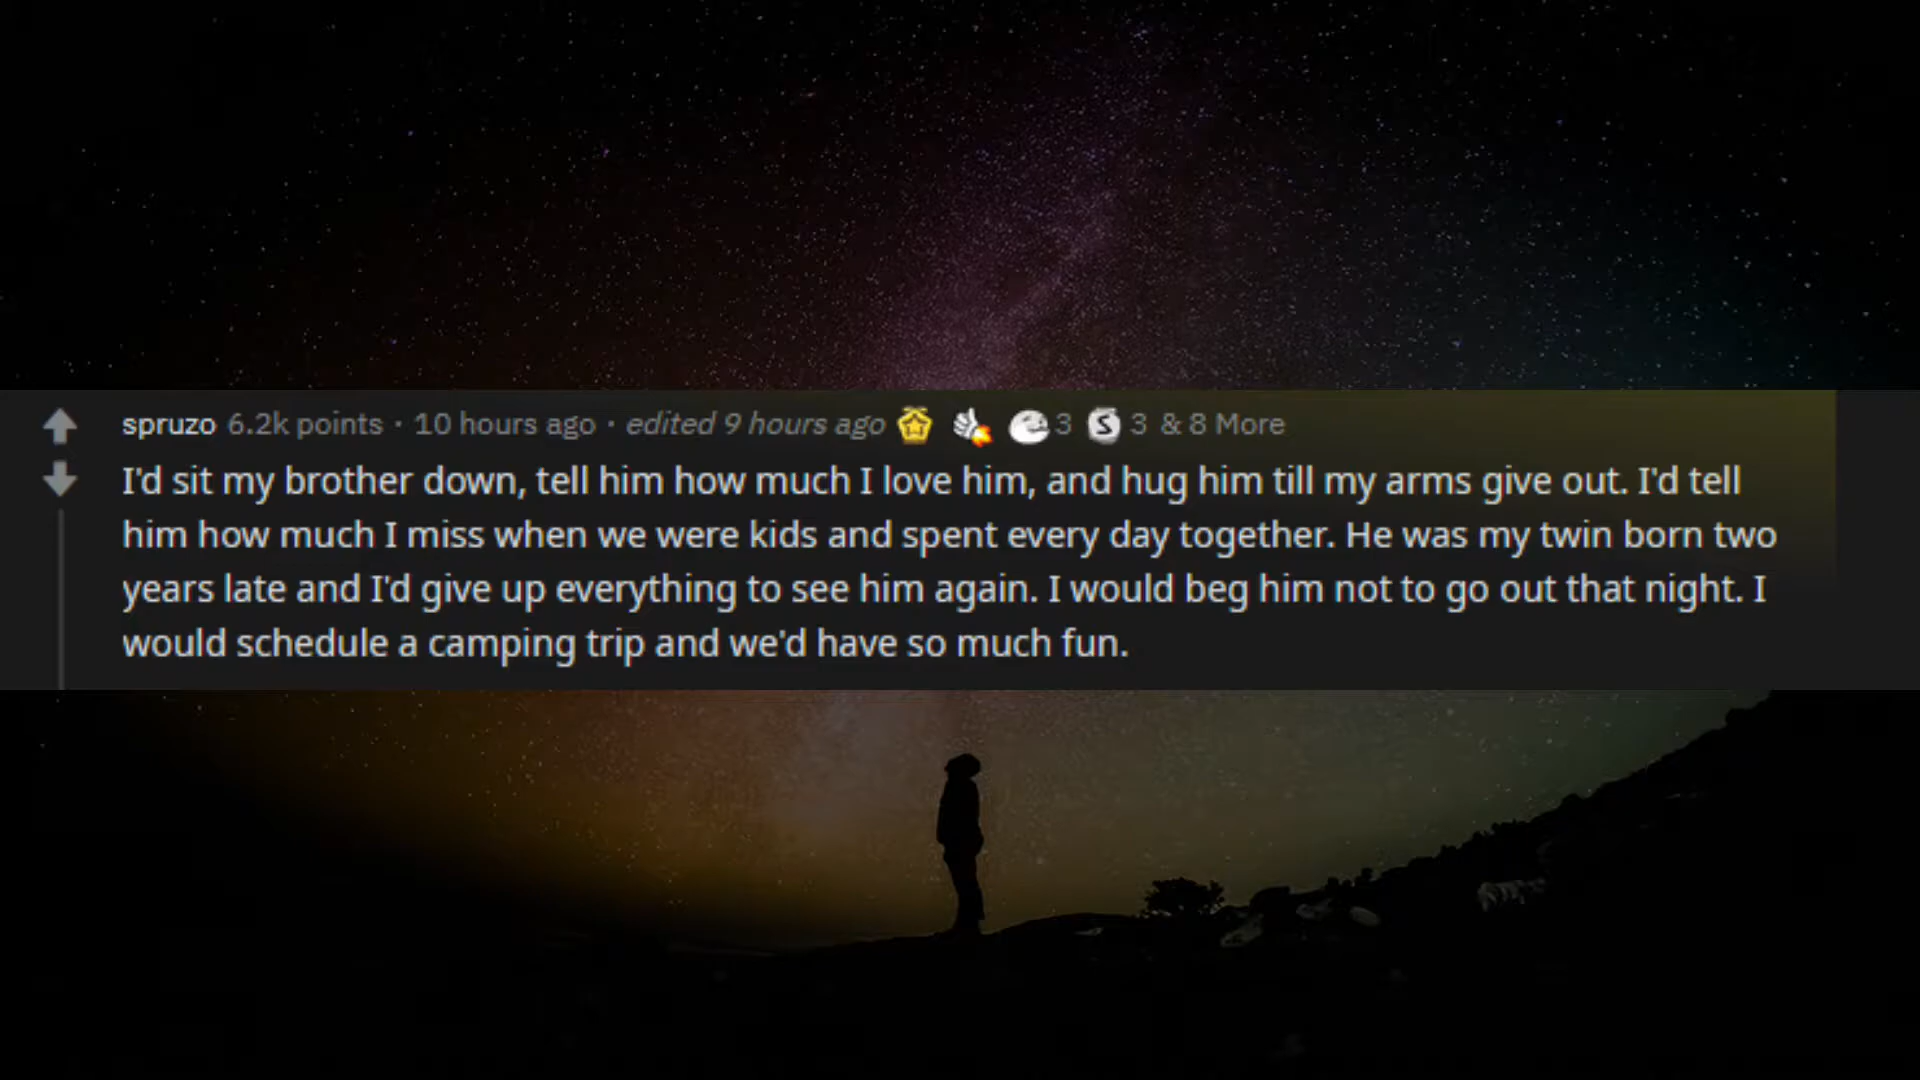 spruzo 6.2k points · 10 hours ago · edited 9 hours ago 3 S 3 & 8 More
I'd sit my brother down, tell him how much I love him, and hug him till my arms give out. I'd tell
him how much I miss when we were kids and spent every day together. He was my twin born two
years late and I'd give up everything to see him again. I would beg him not to go out that night. I
would schedule a camping trip and we'd have so much fun.